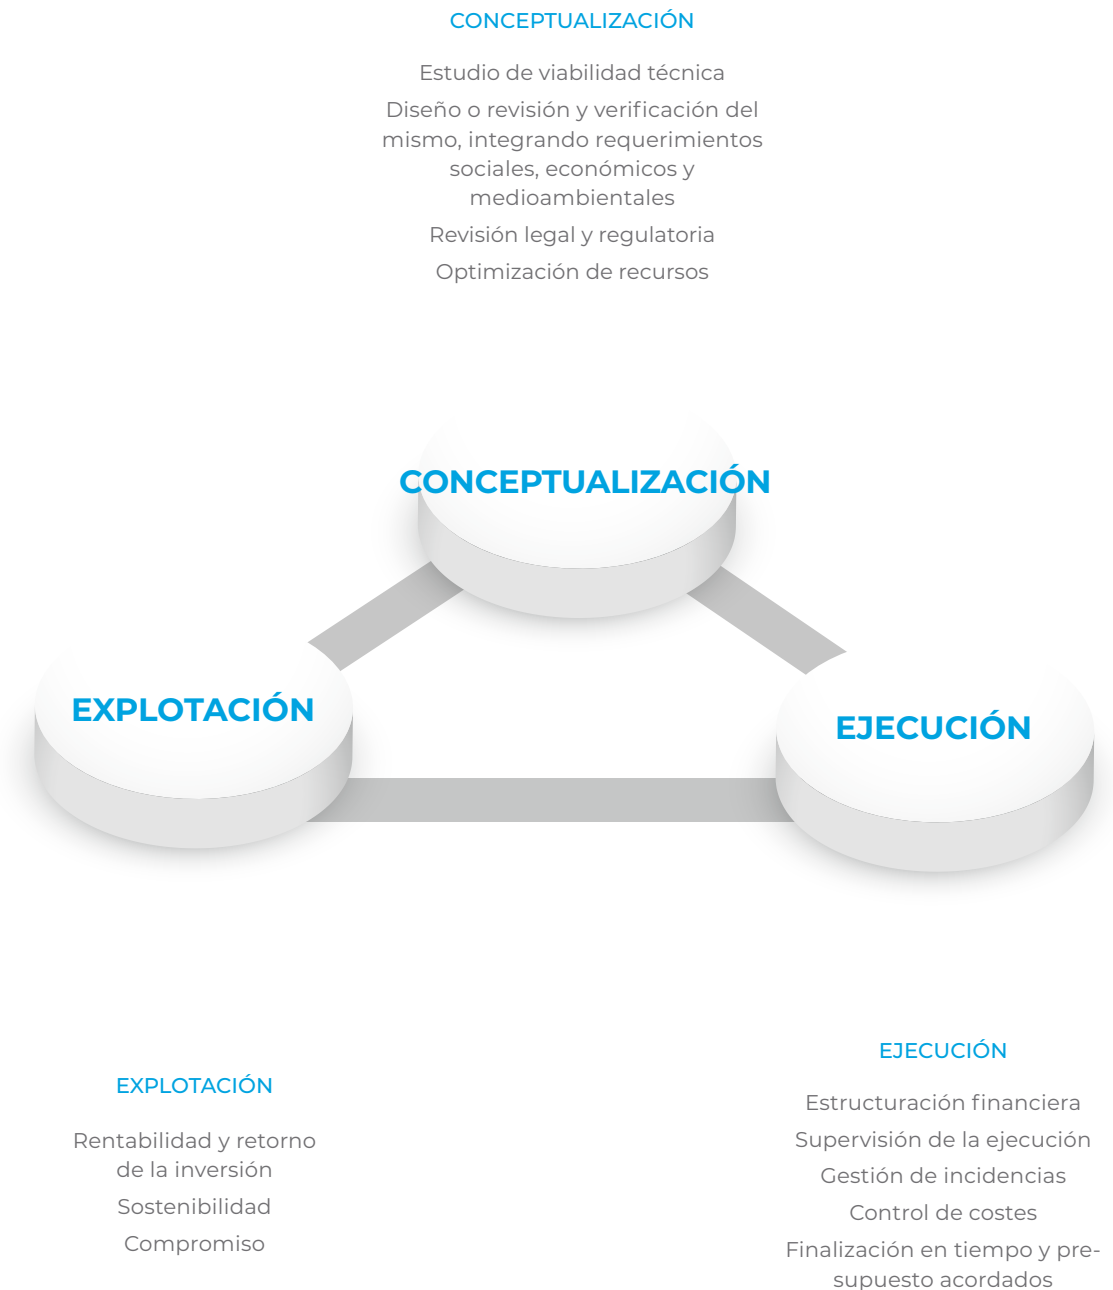 CONCEPTUALIZACIÓN
Estudio de viabilidad técnica
Diseño o revisión y verificación del
mismo, integrando requerimientos
sociales, económicos y
medioambientales
Revisión legal y regulatoria
Optimización de recursos
CONCEPTUALIZACIÓN
EXPLOTACIÓN
EJECUCIÓN
EXPLOTACIÓN
Rentabilidad y retorno
de la inversión
Sostenibilidad
Compromiso
EJECUCIÓN
Estructuración financiera
Supervisión de la ejecución
Gestión de incidencias
Control de costes
Finalización en tiempo y pre-
supuesto acordados